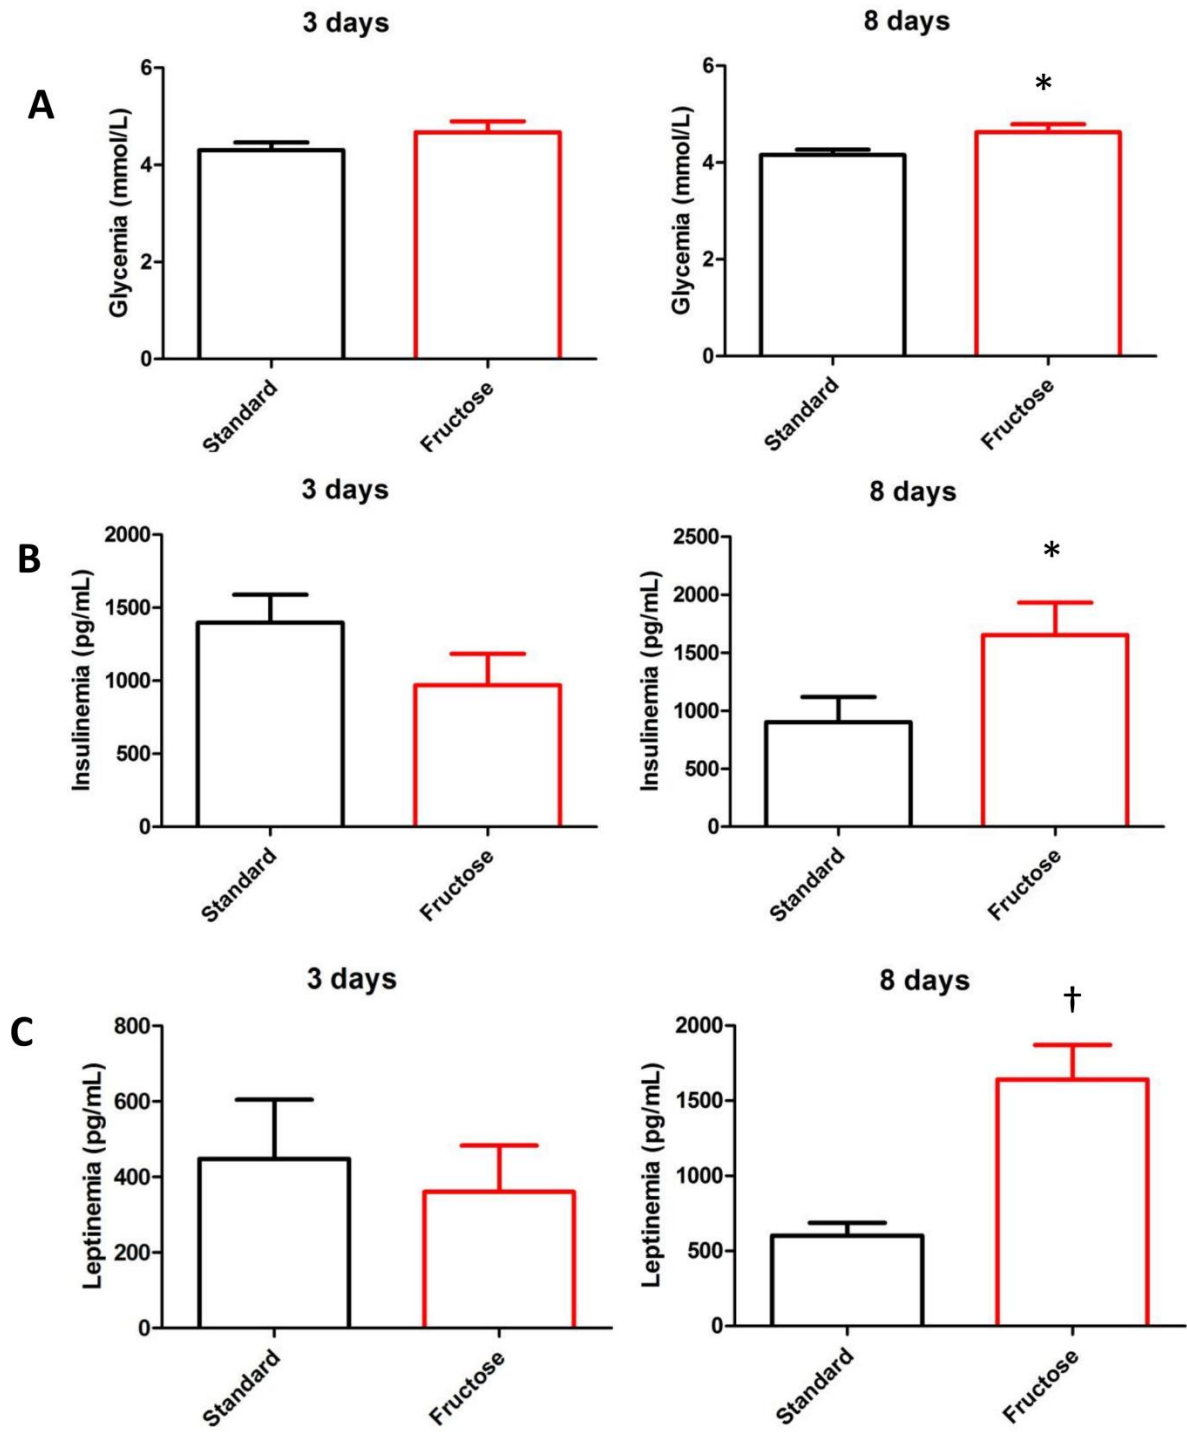 3 days
8 days
A
Glycemia (mmol/L)
6
4
2
0
Standard
Fructose
Glycemia (mmol/L)
6
4
2
0
*
Standard
Fructose
3 days
8 days
B
Insulinemia (pg/mL)
2000
1500
1000
500
0
Standard
Fructose
Insulinemia (pg/mL)
2500
2000
1500
1000
500
0
*
Standard
Fructose
3 days
8 days
C
Leptinemia (pg/mL)
800
600
400
200
0
Standard
Fructose
Leptinemia (pg/mL)
2000
1500
1000
500
0
†
Standard
Fructose